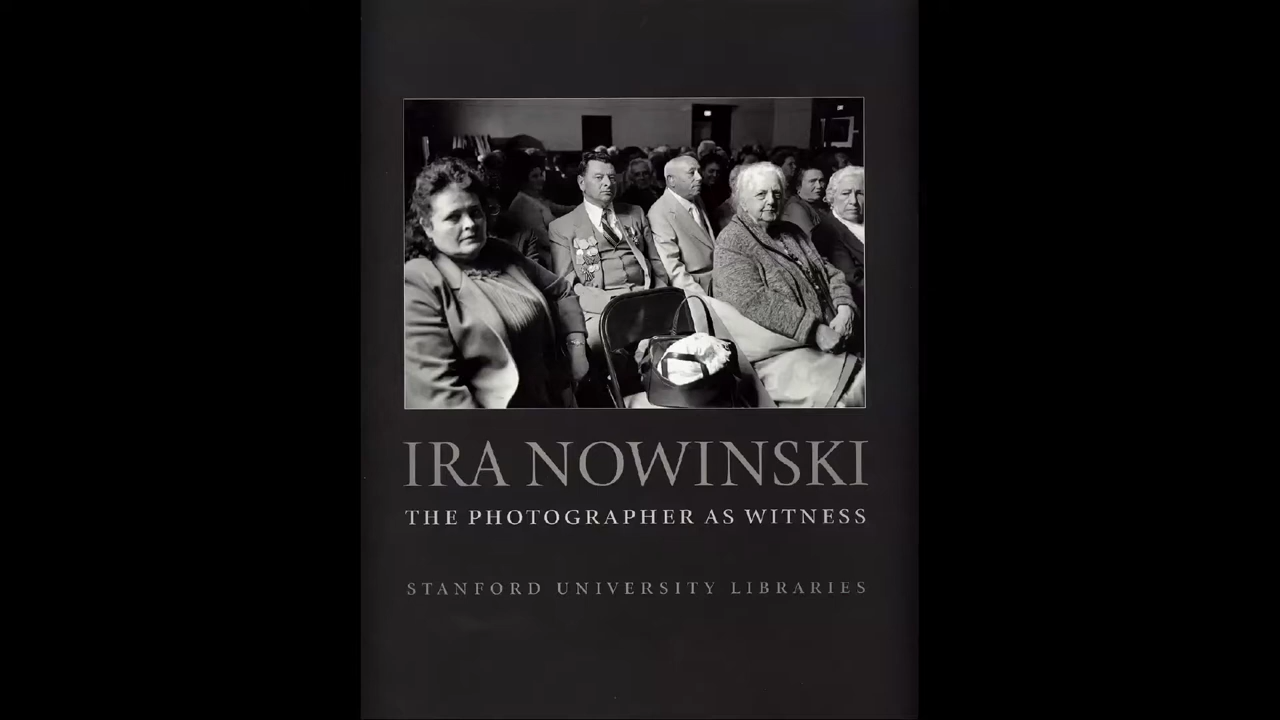 IRA NOWINSKI
THE PHOTOGRAPHER AS WITNESS
STANFORD UNIVERSITY LIBRARIES